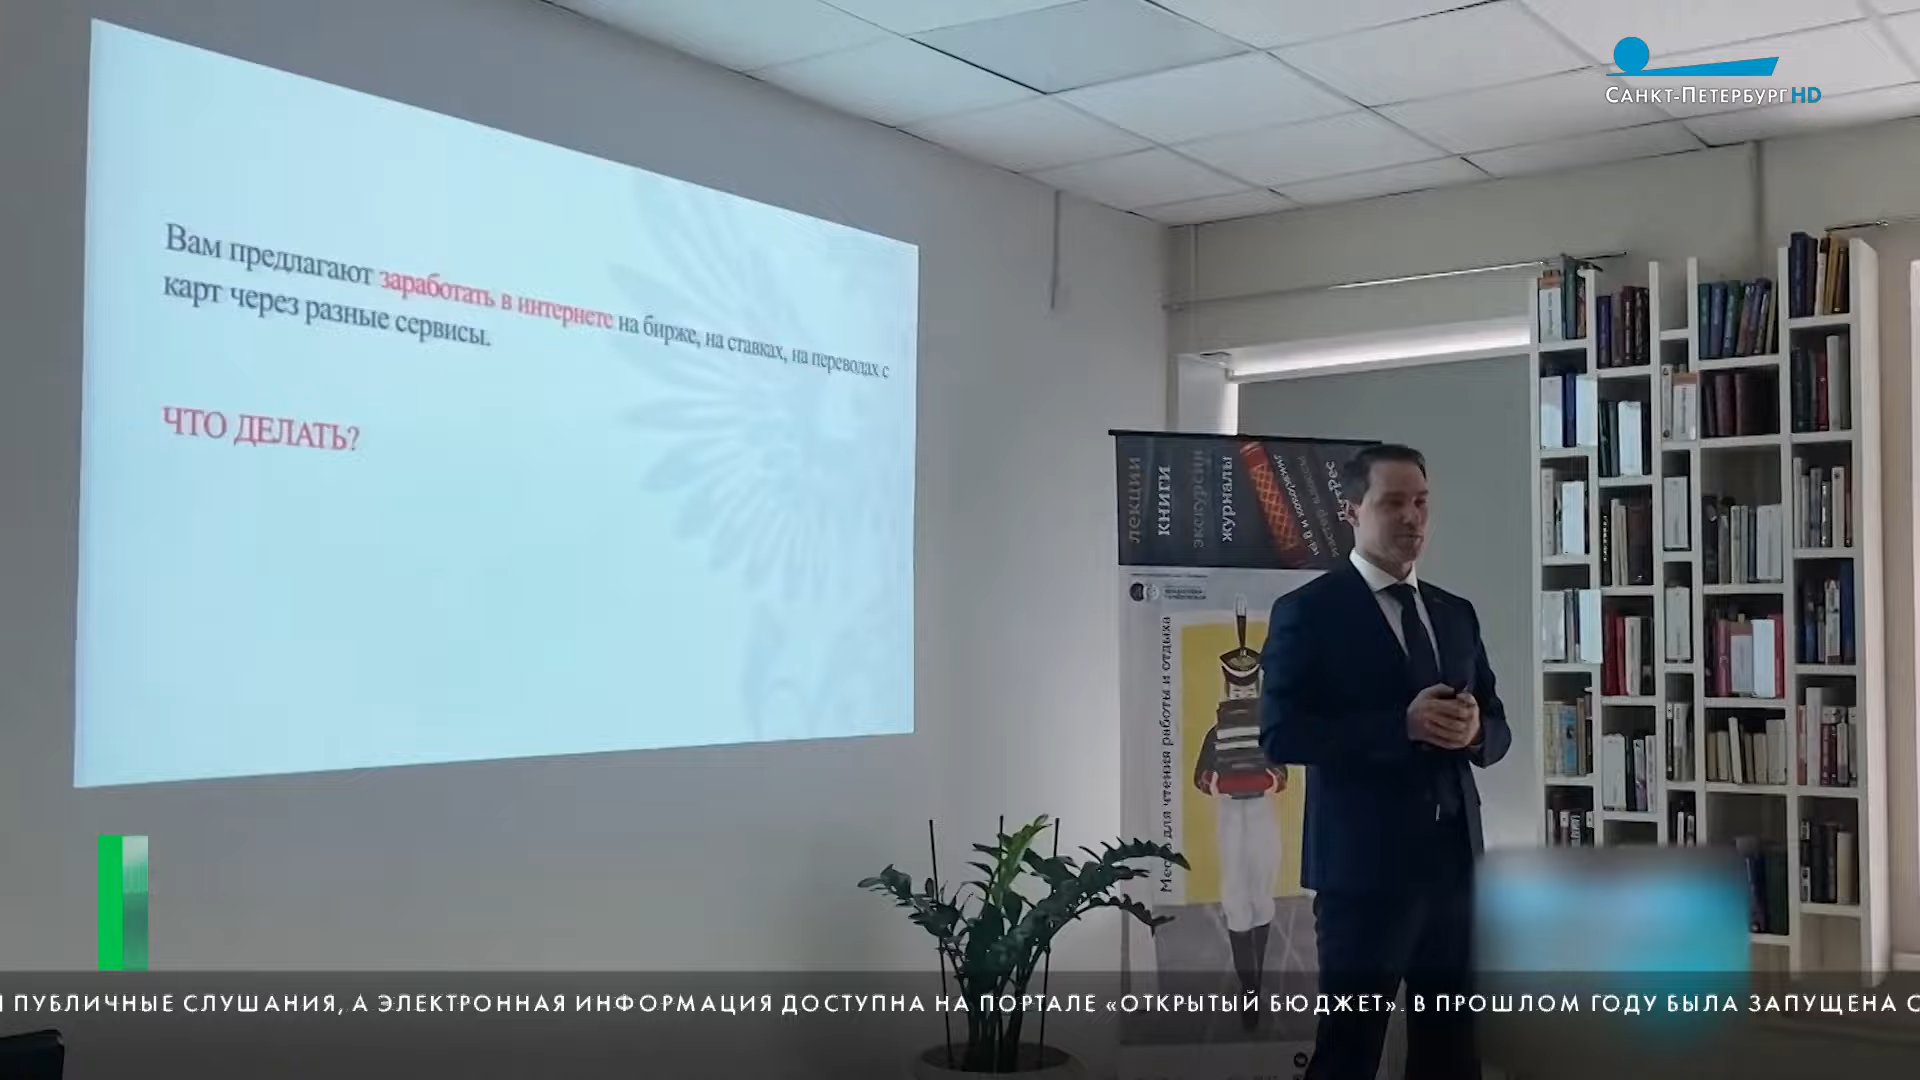 Санкт-Петербург HD
Вам предлагают заработать в интернете на бирже, на ставках, на переводах с
карт через разные сервисы.
ЧТО ДЕЛАТЬ?
лекции
книги
экскурсии
журналы
Место для чтения работы и отдыха
ПУБЛИЧНЫЕ СЛУШАНИЯ, А ЭЛЕКТРОННАЯ ИНФОРМАЦИЯ ДОСТУПНА НА ПОРТАЛЕ «ОТКРЫТЫЙ БЮДЖЕТ». В ПРОШЛОМ ГОДУ БЫЛА ЗАПУЩЕНА С